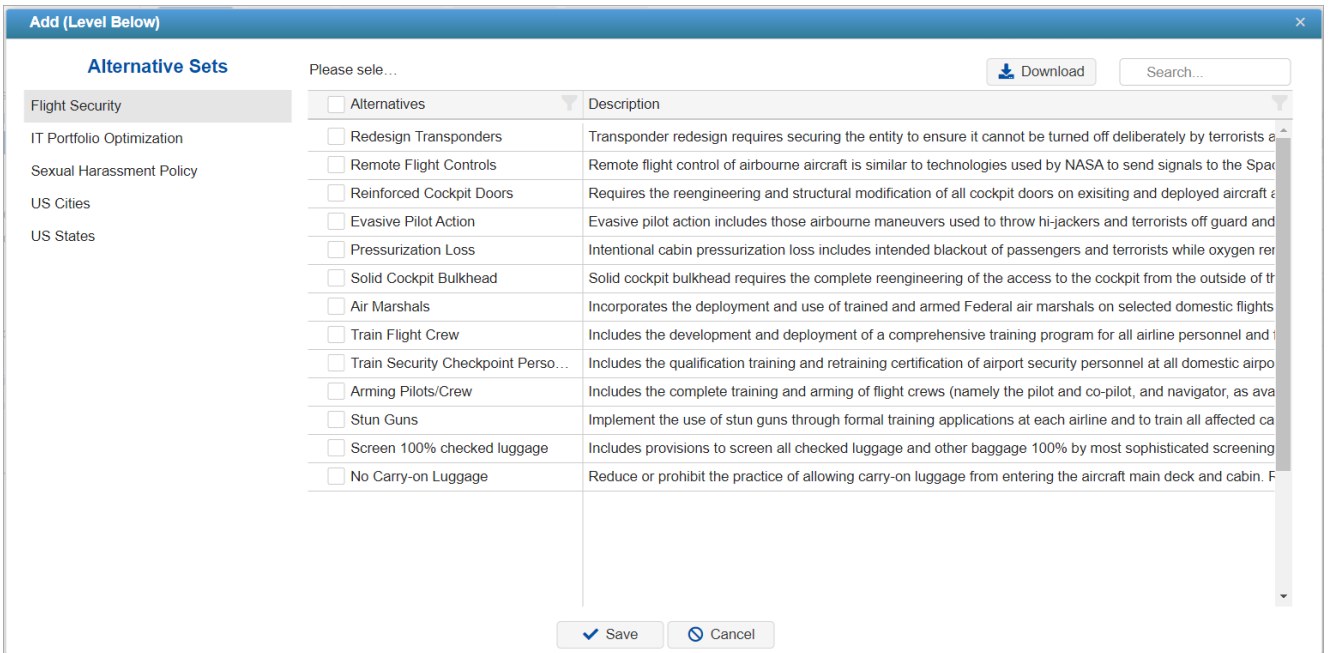 Add (Level Below)
Alternative Sets
Flight Security
IT Portfolio Optimization
Sexual Harassment Policy
US Cities
US States
Please sele…
Download
Search...
Alternatives Description
Redesign Transponders Transponder redesign requires securing the entity to ensure it cannot be turned off deliberately by terrorists a
Remote Flight Controls Remote flight control of airbourne aircraft is similar to technologies used by NASA to send signals to the Spac
Reinforced Cockpit Doors Requires the reengineering and structural modification of all cockpit doors on exisiting and deployed aircraft a
Evasive Pilot Action Evasive pilot action includes those airbourne maneuvers used to throw hi-jackers and terrorists off guard and
Pressurization Loss Intentional cabin pressurization loss includes intended blackout of passengers and terrorists while oxygen rer
Solid Cockpit Bulkhead Solid cockpit bulkhead requires the complete reengineering of the access to the cockpit from the outside of th
Air Marshals Incorporates the deployment and use of trained and armed Federal air marshals on selected domestic flights
Train Flight Crew Includes the development and deployment of a comprehensive training program for all airline personnel and f
Train Security Checkpoint Perso… Includes the qualification training and retraining certification of airport security personnel at all domestic airpo
Arming Pilots/Crew Includes the complete training and arming of flight crews (namely the pilot and co-pilot, and navigator, as ava
Stun Guns Implement the use of stun guns through formal training applications at each airline and to train all affected ca
Screen 100% checked luggage Includes provisions to screen all checked luggage and other baggage 100% by most sophisticated screening
No Carry-on Luggage Reduce or prohibit the practice of allowing carry-on luggage from entering the aircraft main deck and cabin. F
Save Cancel